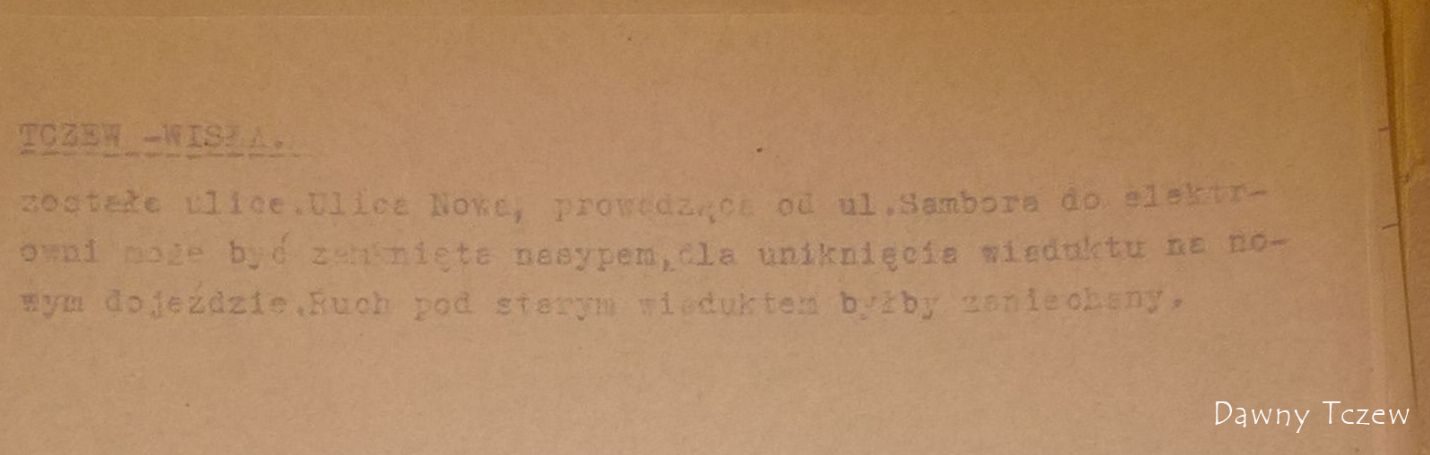 TCZEW -WISŁA.
zostałe ulice.Ulica Nowa, prowadząca od ul.Sambora do elektr-
owni może być zamknięta nasypem,dla uniknięcia wiaduktu na no-
wym dojeździe.Ruch pod starym wiaduktem byłby zaniechany.
Dawny Tczew